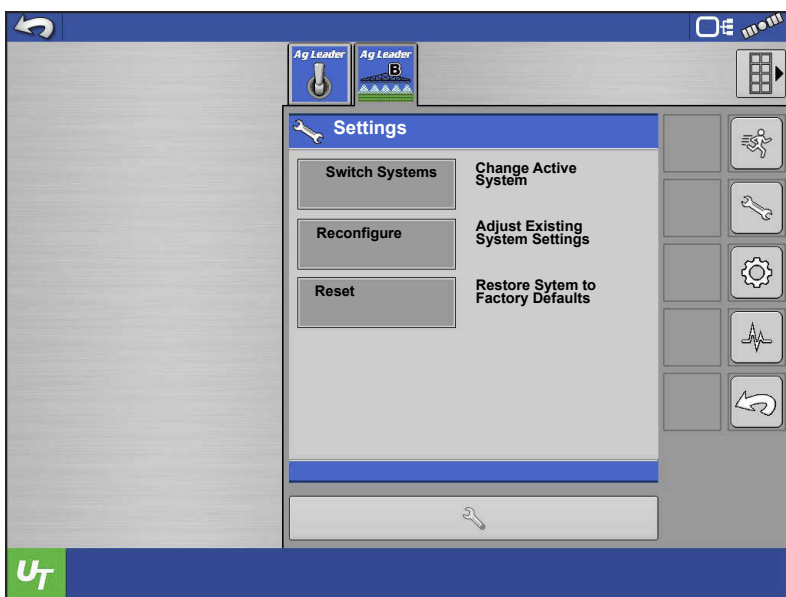 Ag Leader
Ag Leader
B
Settings
Switch Systems
Change Active
System
Reconfigure
Adjust Existing
System Settings
Reset
Restore Sytem to
Factory Defaults
UT